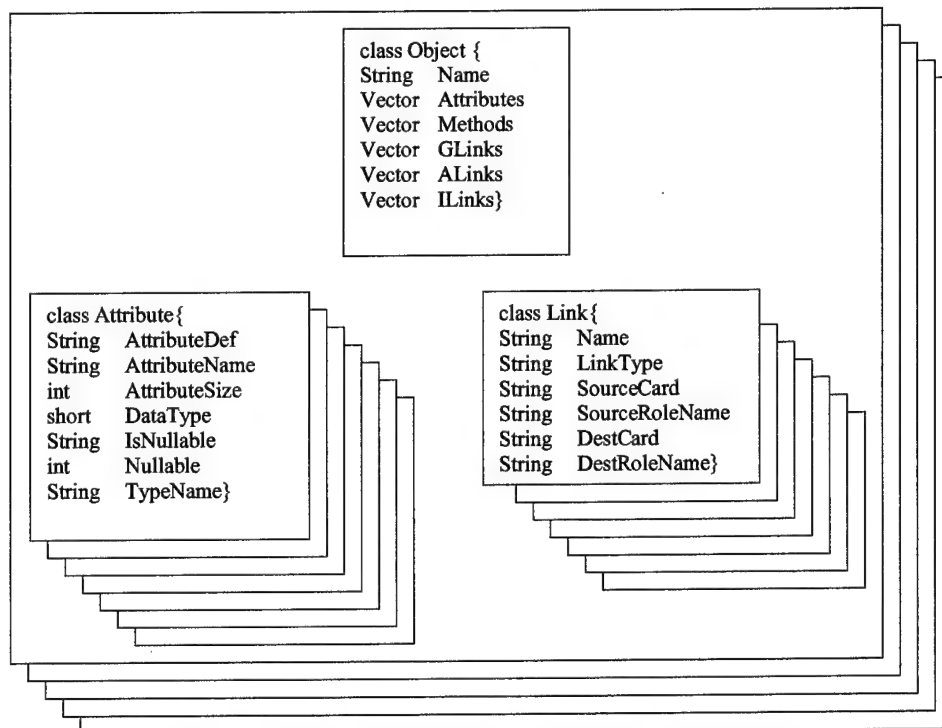 class Object {
String Name
Vector Attributes
Vector Methods
Vector GLinks
Vector ALinks
Vector ILinks}
class Attribute{
String AttributeDef
String AttributeName
int AttributeSize
short DataType
String IsNullable
int Nullable
String TypeName}
class Link{
String Name
String LinkType
String SourceCard
String SourceRoleName
String DestCard
String DestRoleName}